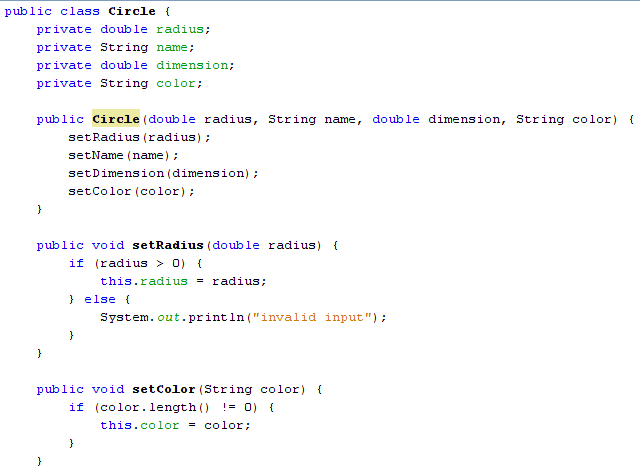 public class Circle {
    private double radius;
    private String name;
    private double dimension;
    private String color;

    public Circle(double radius, String name, double dimension, String color) {
        setRadius(radius);
        setName(name);
        setDimension(dimension);
        setColor(color);
    }

    public void setRadius(double radius) {
        if (radius > 0) {
            this.radius = radius;
        } else {
            System.out.println("invalid input");
        }
    }

    public void setColor(String color) {
        if (color.length() != 0) {
            this.color = color;
        }
    }